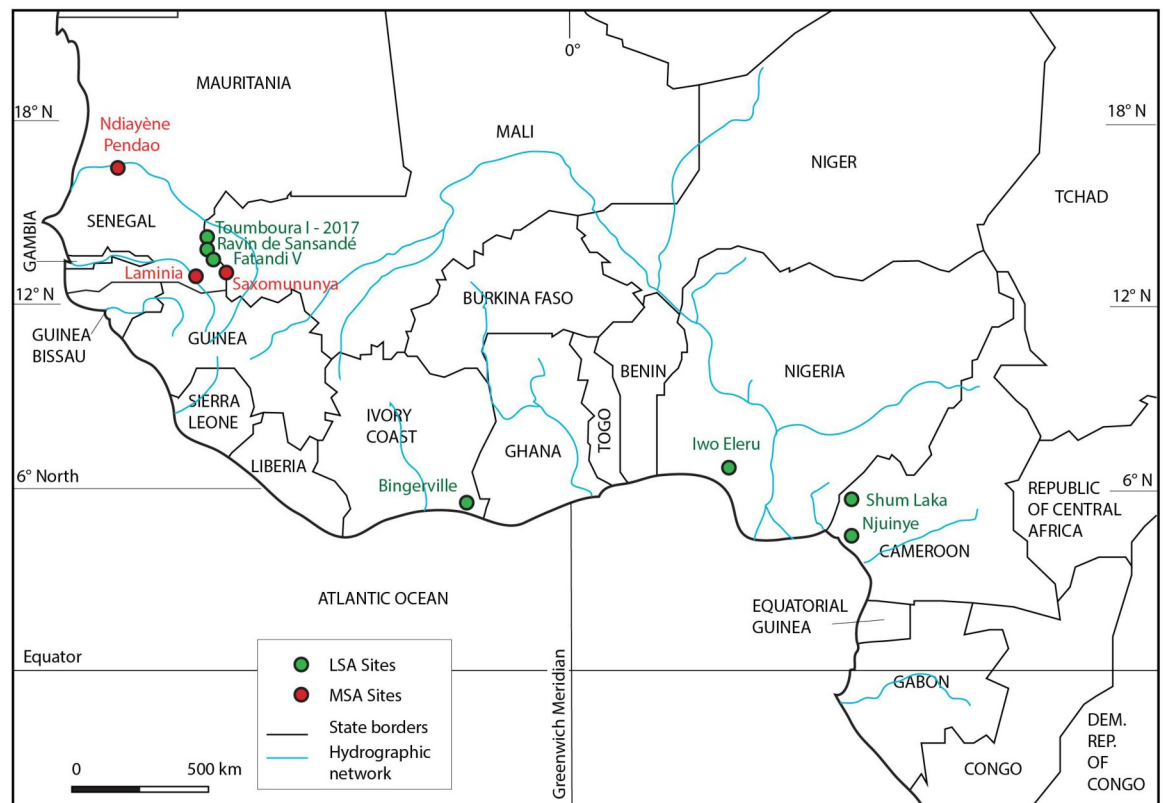 0°
MAURITANIA
18° N
18° N
Ndiayène
Pendao
MALI
NIGER
TCHAD
SENEGAL
GAMBIA
Toumboura I - 2017
Ravin de Sansandé
Fatandi V
Laminia
Saxomununya
12° N
12° N
BURKINA FASO
GUINEA
BISSAU
GUINEA
BENIN
NIGERIA
SIERRA
LEONE
IVORY
COAST
TOGO
GHANA
Iwo Eleru
LIBERIA
6° North
Bingerville
6° N
Shum Laka
Njuinye
REPUBLIC
OF CENTRAL
AFRICA
CAMEROON
ATLANTIC OCEAN
EQUATORIAL
GUINEA
Equator
Greenwich Meridian
GABON
LSA Sites
MSA Sites
State borders
Hydrographic
network
0
500 km
CONGO
DEM.
REP.
OF
CONGO